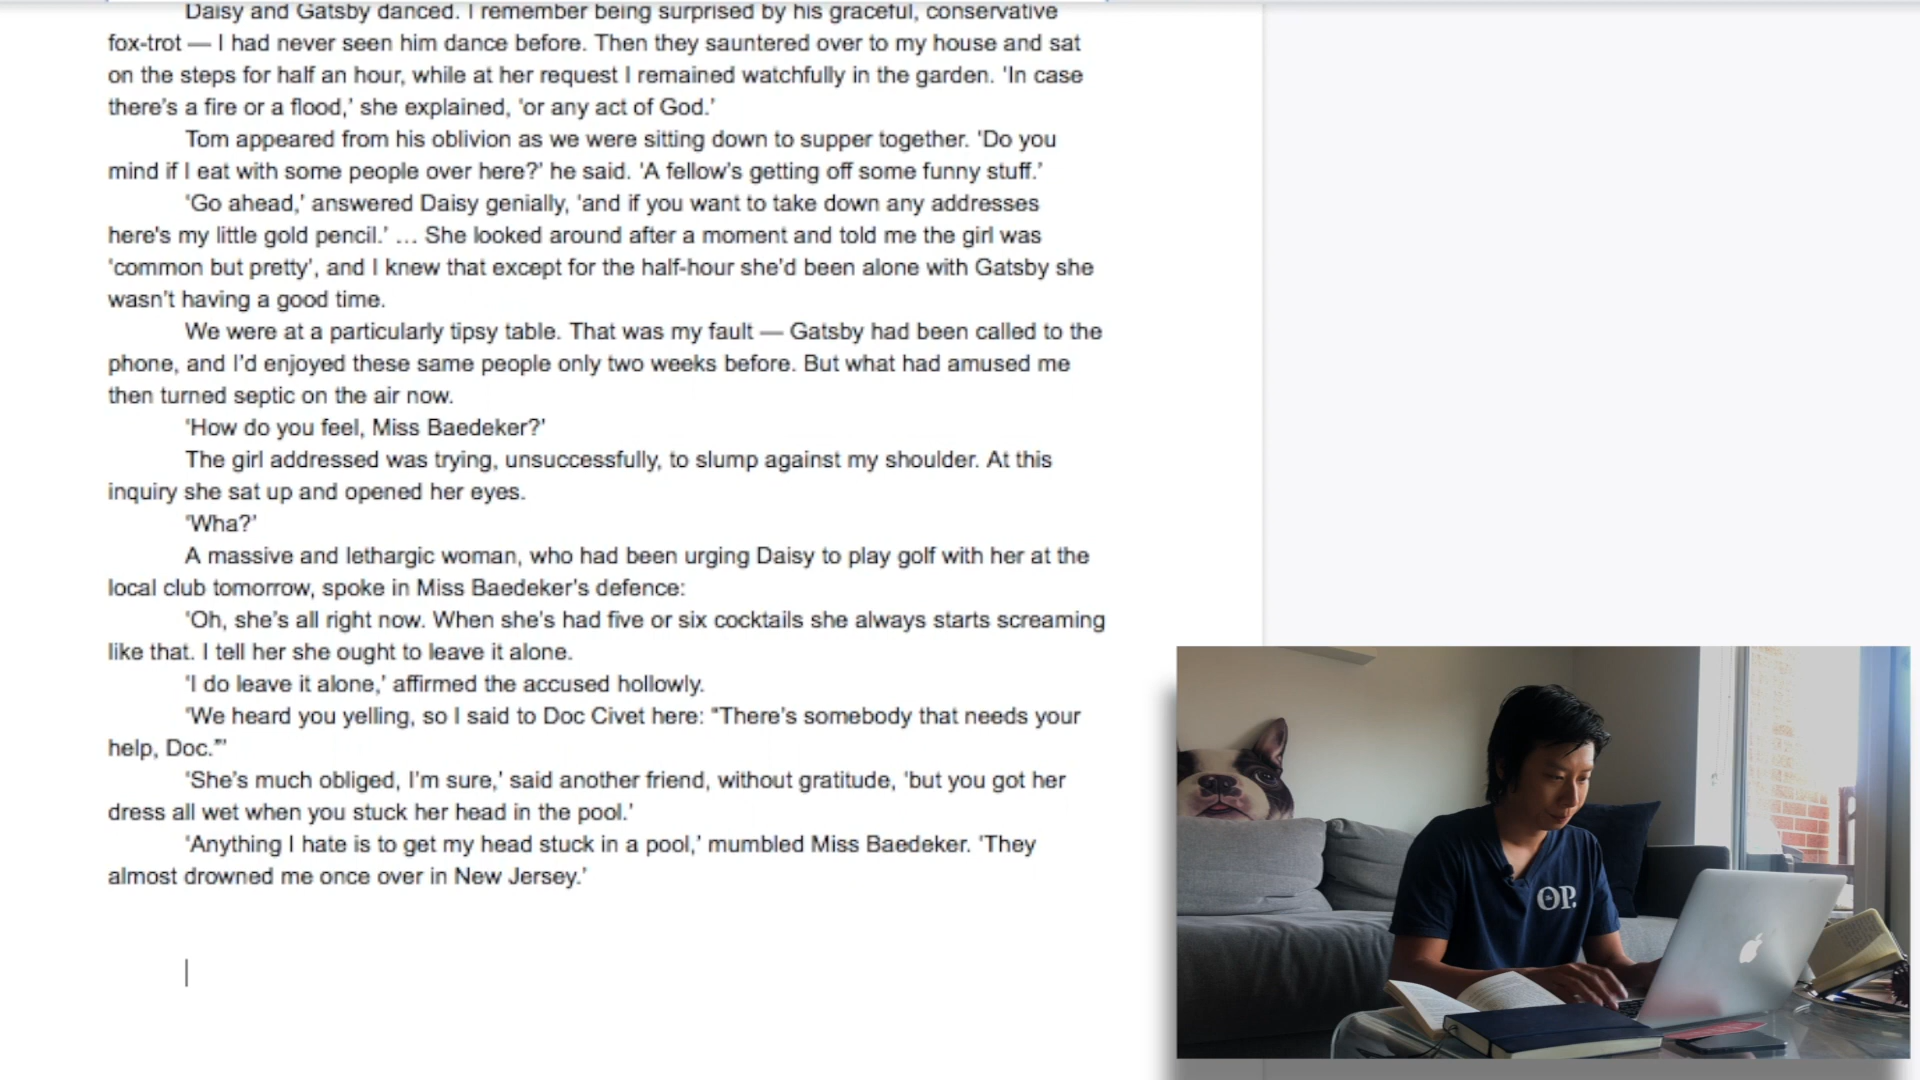 Daisy and Gatsby danced. I remember being surprised by his graceful, conservative
fox-trot — I had never seen him dance before. Then they sauntered over to my house and sat
on the steps for half an hour, while at her request I remained watchfully in the garden. ‘In case
there’s a fire or a flood,’ she explained, ‘or any act of God.’
Tom appeared from his oblivion as we were sitting down to supper together. ‘Do you
mind if I eat with some people over here?’ he said. ‘A fellow’s getting off some funny stuff.’
‘Go ahead,’ answered Daisy genially, ‘and if you want to take down any addresses
here's my little gold pencil.’ … She looked around after a moment and told me the girl was
‘common but pretty’, and I knew that except for the half-hour she’d been alone with Gatsby she
wasn’t having a good time.
We were at a particularly tipsy table. That was my fault — Gatsby had been called to the
phone, and I’d enjoyed these same people only two weeks before. But what had amused me
then turned septic on the air now.
‘How do you feel, Miss Baedeker?’
The girl addressed was trying, unsuccessfully, to slump against my shoulder. At this
inquiry she sat up and opened her eyes.
‘Wha?’
A massive and lethargic woman, who had been urging Daisy to play golf with her at the
local club tomorrow, spoke in Miss Baedeker’s defence:
‘Oh, she’s all right now. When she’s had five or six cocktails she always starts screaming
like that. I tell her she ought to leave it alone.
‘I do leave it alone,’ affirmed the accused hollowly.
‘We heard you yelling, so I said to Doc Civet here: “There’s somebody that needs your
help, Doc.”’
‘She’s much obliged, I’m sure,’ said another friend, without gratitude, ‘but you got her
dress all wet when you stuck her head in the pool.’
‘Anything I hate is to get my head stuck in a pool,’ mumbled Miss Baedeker. ‘They
almost drowned me once over in New Jersey.’
OP.